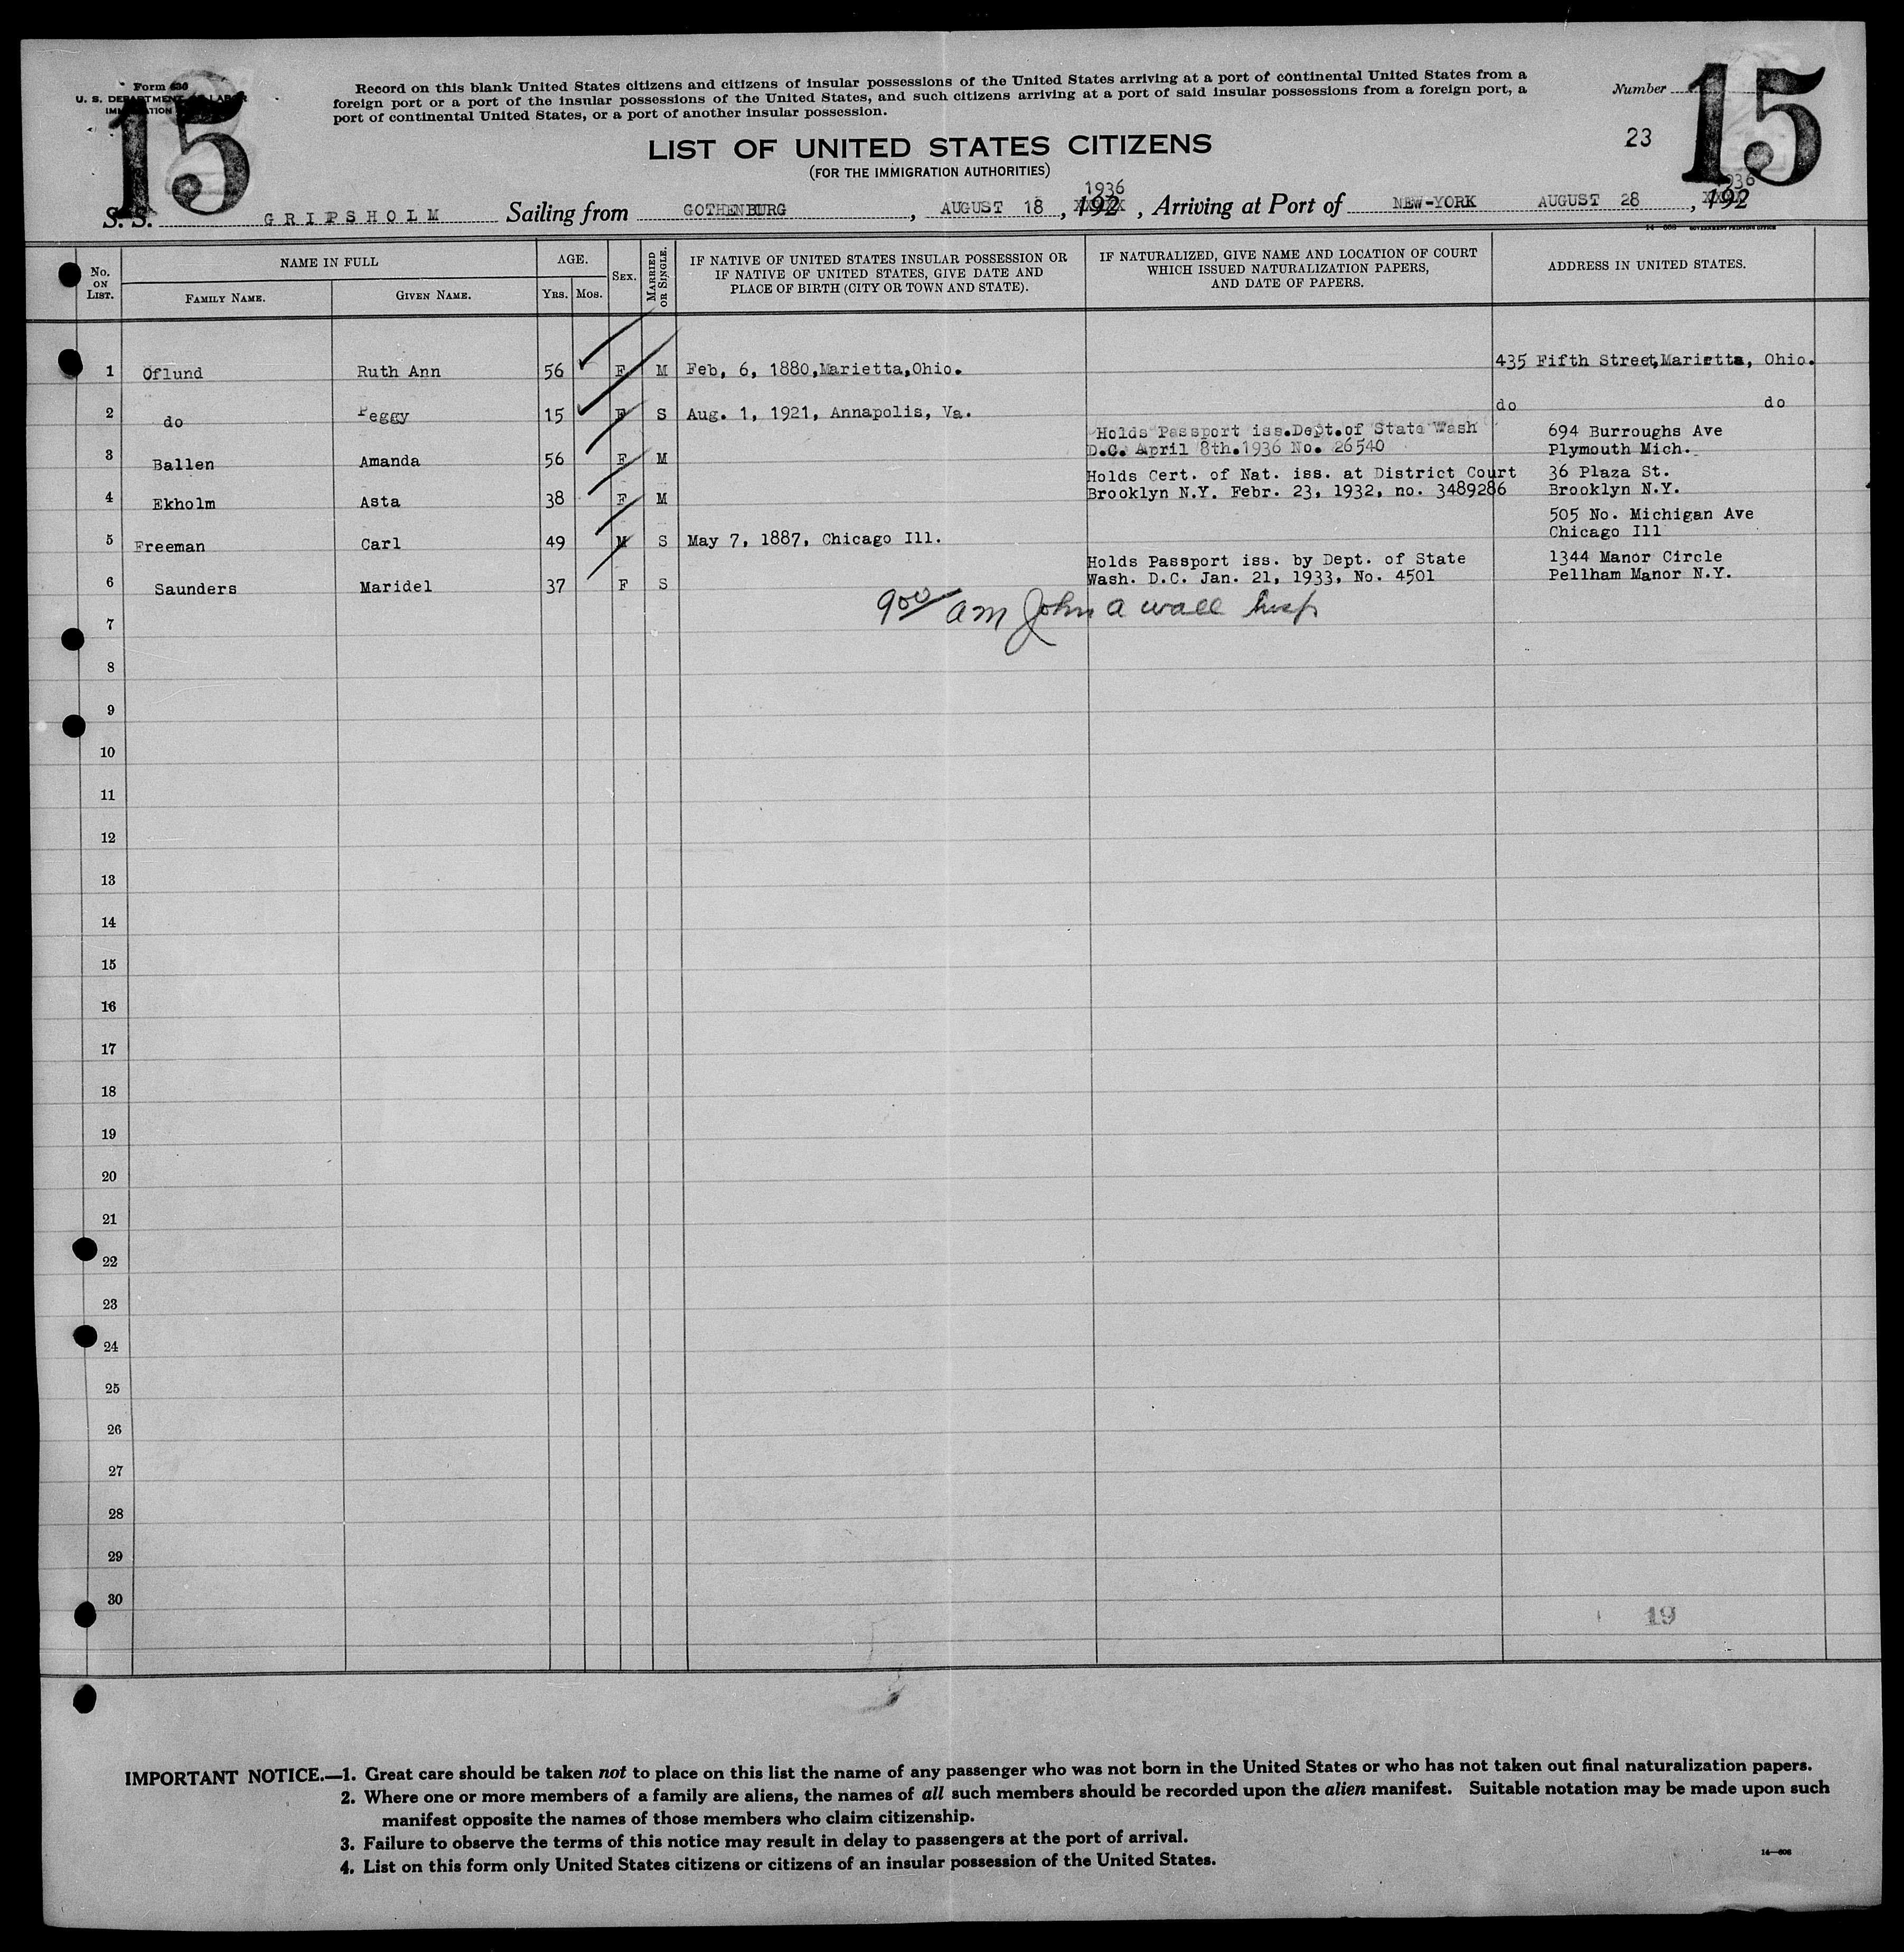 Form 630
U. S. DEPARTMENT OF LABOR
IMMIGRATION
15
Record on this blank United States citizens and citizens of insular possessions of the United States arriving at a port of continental United States from a
foreign port or a port of the insular possessions of the United States, and such citizens arriving at a port of said insular possessions from a foreign port, a
port of continental United States, or a port of another insular possession.
Number
15
23
LIST OF UNITED STATES CITIZENS
(FOR THE IMMIGRATION AUTHORITIES)
S. S. GRIPSHOLM Sailing from GOTHENBURG, AUGUST 18, 192 1936, Arriving at Port of NEW-YORK AUGUST 28, 192 1936
14 GOVERNMENT PRINTING OFFICE
No. ON LIST. NAME IN FULL FAMILY NAME. GIVEN NAME. AGE. YRS. MOS. SEX. MARRIED OR SINGLE. IF NATIVE OF UNITED STATES INSULAR POSSESSION OR IF NATIVE OF UNITED STATES, GIVE DATE AND PLACE OF BIRTH (CITY OR TOWN AND STATE). IF NATURALIZED, GIVE NAME AND LOCATION OF COURT WHICH ISSUED NATURALIZATION PAPERS, AND DATE OF PAPERS. ADDRESS IN UNITED STATES.
1 Oflund Ruth Ann 56 F M Feb, 6, 1880,Marietta,Ohio. 435 Fifth Street,Marietta, Ohio.
2 do Peggy 15 F S Aug. 1, 1921, Annapolis, Va. do do
3 Ballen Amanda 56 F M Holds Passport iss.Dept.of State Wash D.C. April 8th.1936 No. 26540 694 Burroughs Ave Plymouth Mich.
4 Ekholm Asta 38 F M Holds Cert. of Nat. iss. at District Court Brooklyn N.Y. Febr. 23, 1932, no. 3489286 36 Plaza St. Brooklyn N.Y.
5 Freeman Carl 49 M S May 7, 1887, Chicago Ill. 505 No. Michigan Ave Chicago Ill
6 Saunders Maridel 37 F S Holds Passport iss. by Dept. of State Wash. D.C. Jan. 21, 1933, No. 4501 1344 Manor Circle Pellham Manor N.Y.
900 am John a wall Insp
7
8
9
10
11
12
13
14
15
16
17
18
19
20
21
22
23
24
25
26
27
28
29
30
19
IMPORTANT NOTICE.—1. Great care should be taken not to place on this list the name of any passenger who was not born in the United States or who has not taken out final naturalization papers.
2. Where one or more members of a family are aliens, the names of all such members should be recorded upon the alien manifest. Suitable notation may be made upon such
manifest opposite the names of those members who claim citizenship.
3. Failure to observe the terms of this notice may result in delay to passengers at the port of arrival.
4. List on this form only United States citizens or citizens of an insular possession of the United States.